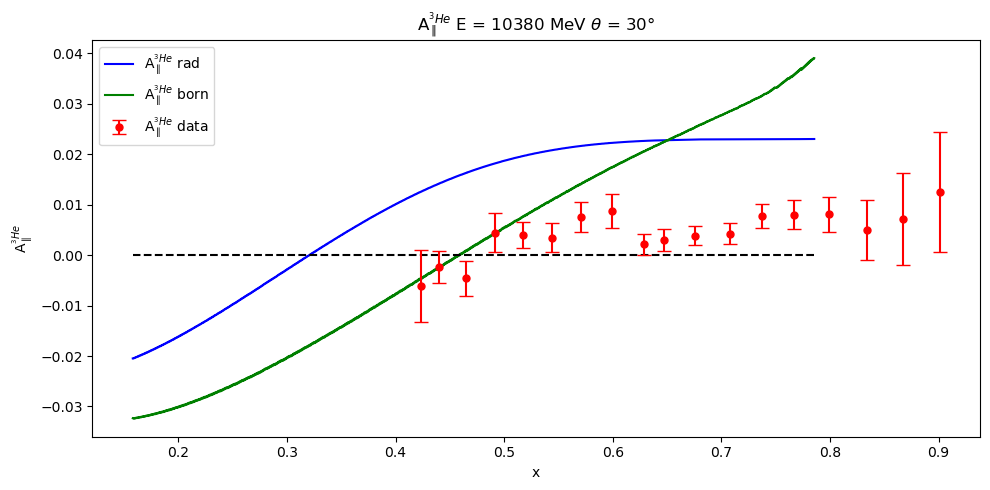 A∥³ᴴᵉ E = 10380 MeV θ = 30°
A∥³ᴴᵉ rad
A∥³ᴴᵉ born
A∥³ᴴᵉ data
A∥³ᴴᵉ
0.04
0.03
0.02
0.01
0.00
−0.01
−0.02
−0.03
0.2 0.3 0.4 0.5 0.6 0.7 0.8 0.9
x